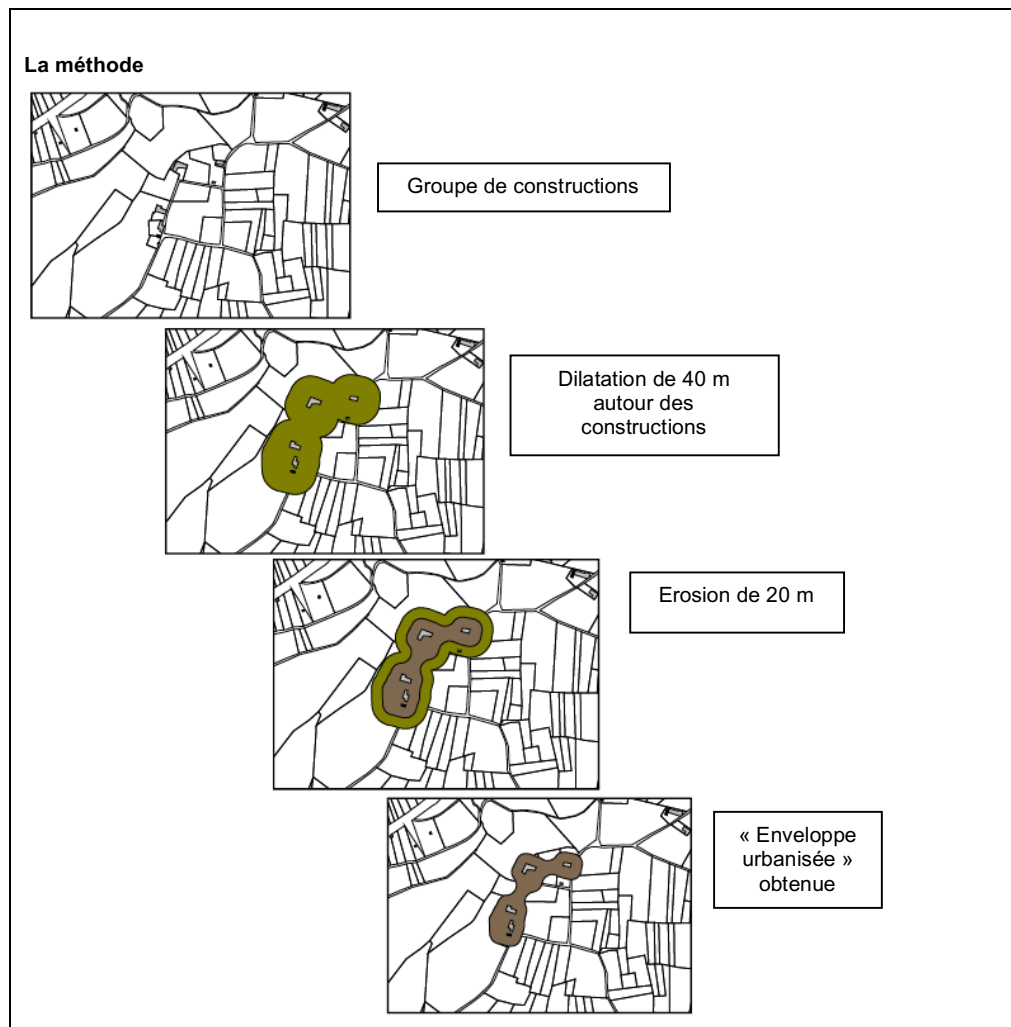 La méthode
Groupe de constructions
Dilatation de 40 m
autour des
constructions
Erosion de 20 m
« Enveloppe
urbanisée »
obtenue